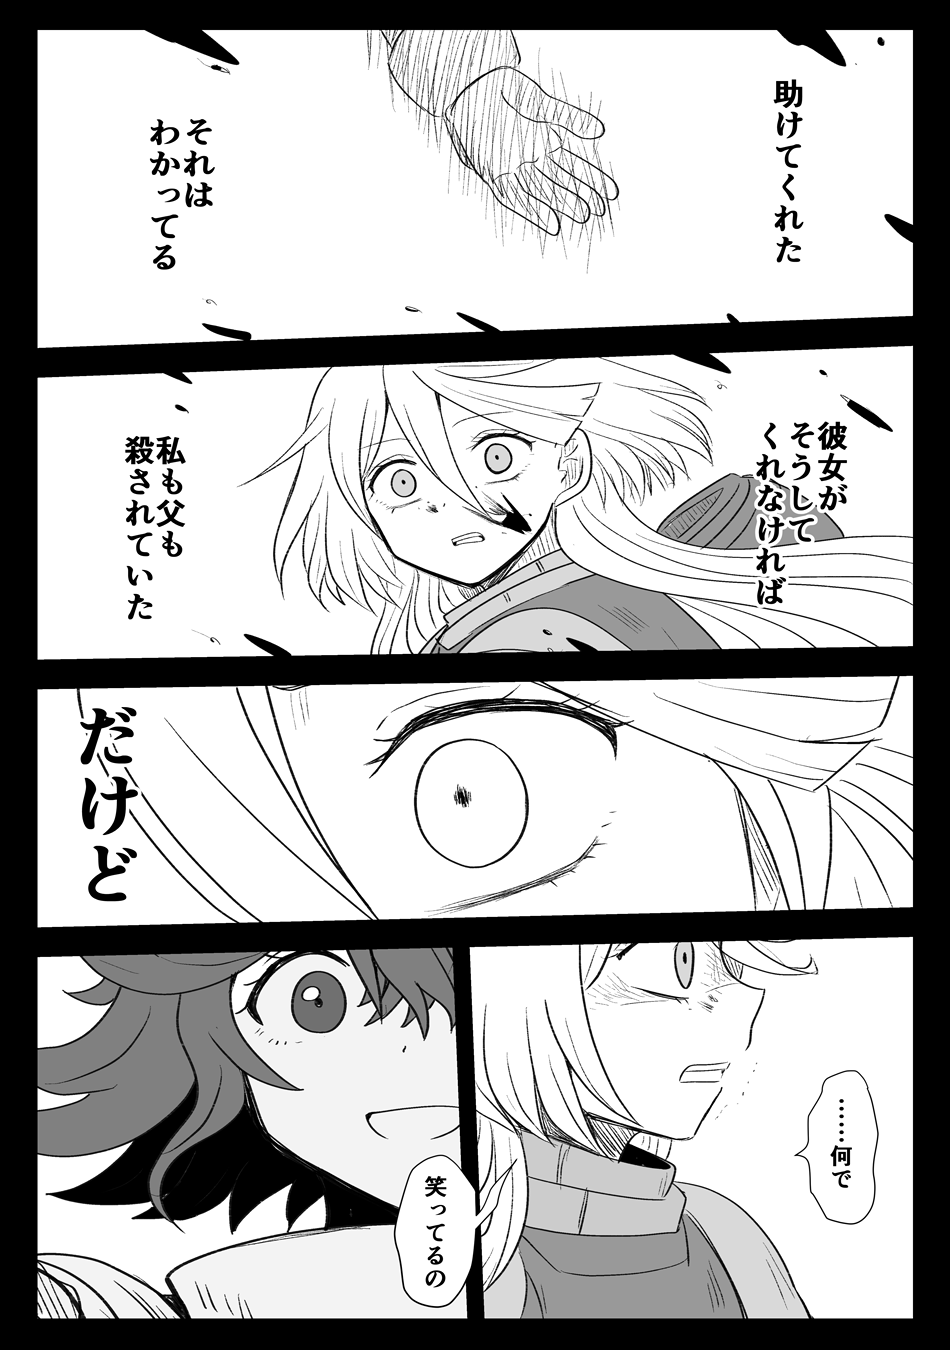 助けてくれた
それは
わかってる
彼女が
そうして
くれなければ
私も父も
殺されていた
だけど
……何で
笑ってるの